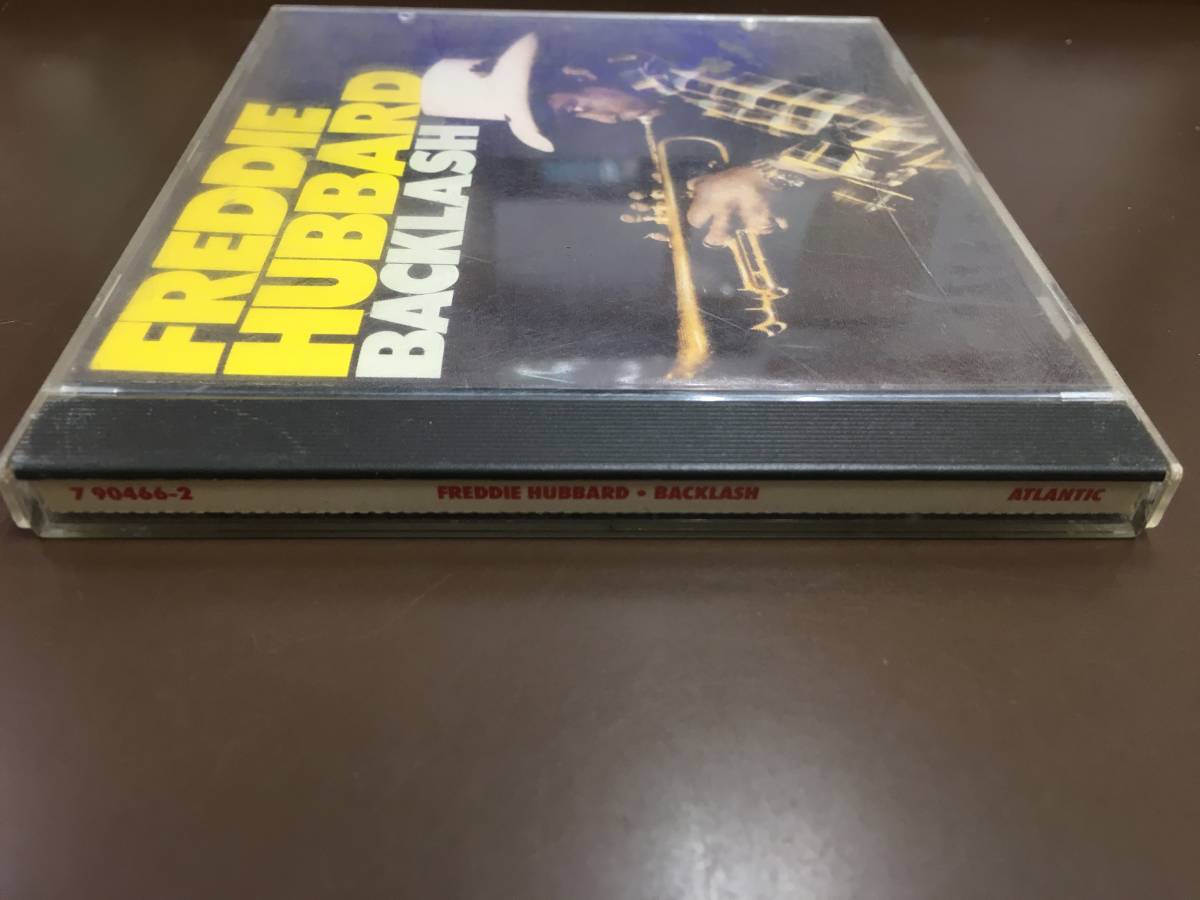 FREDDIE
HUBBARD
BACKLASH
7 90466-2 FREDDIE HUBBARD • BACKLASH ATLANTIC